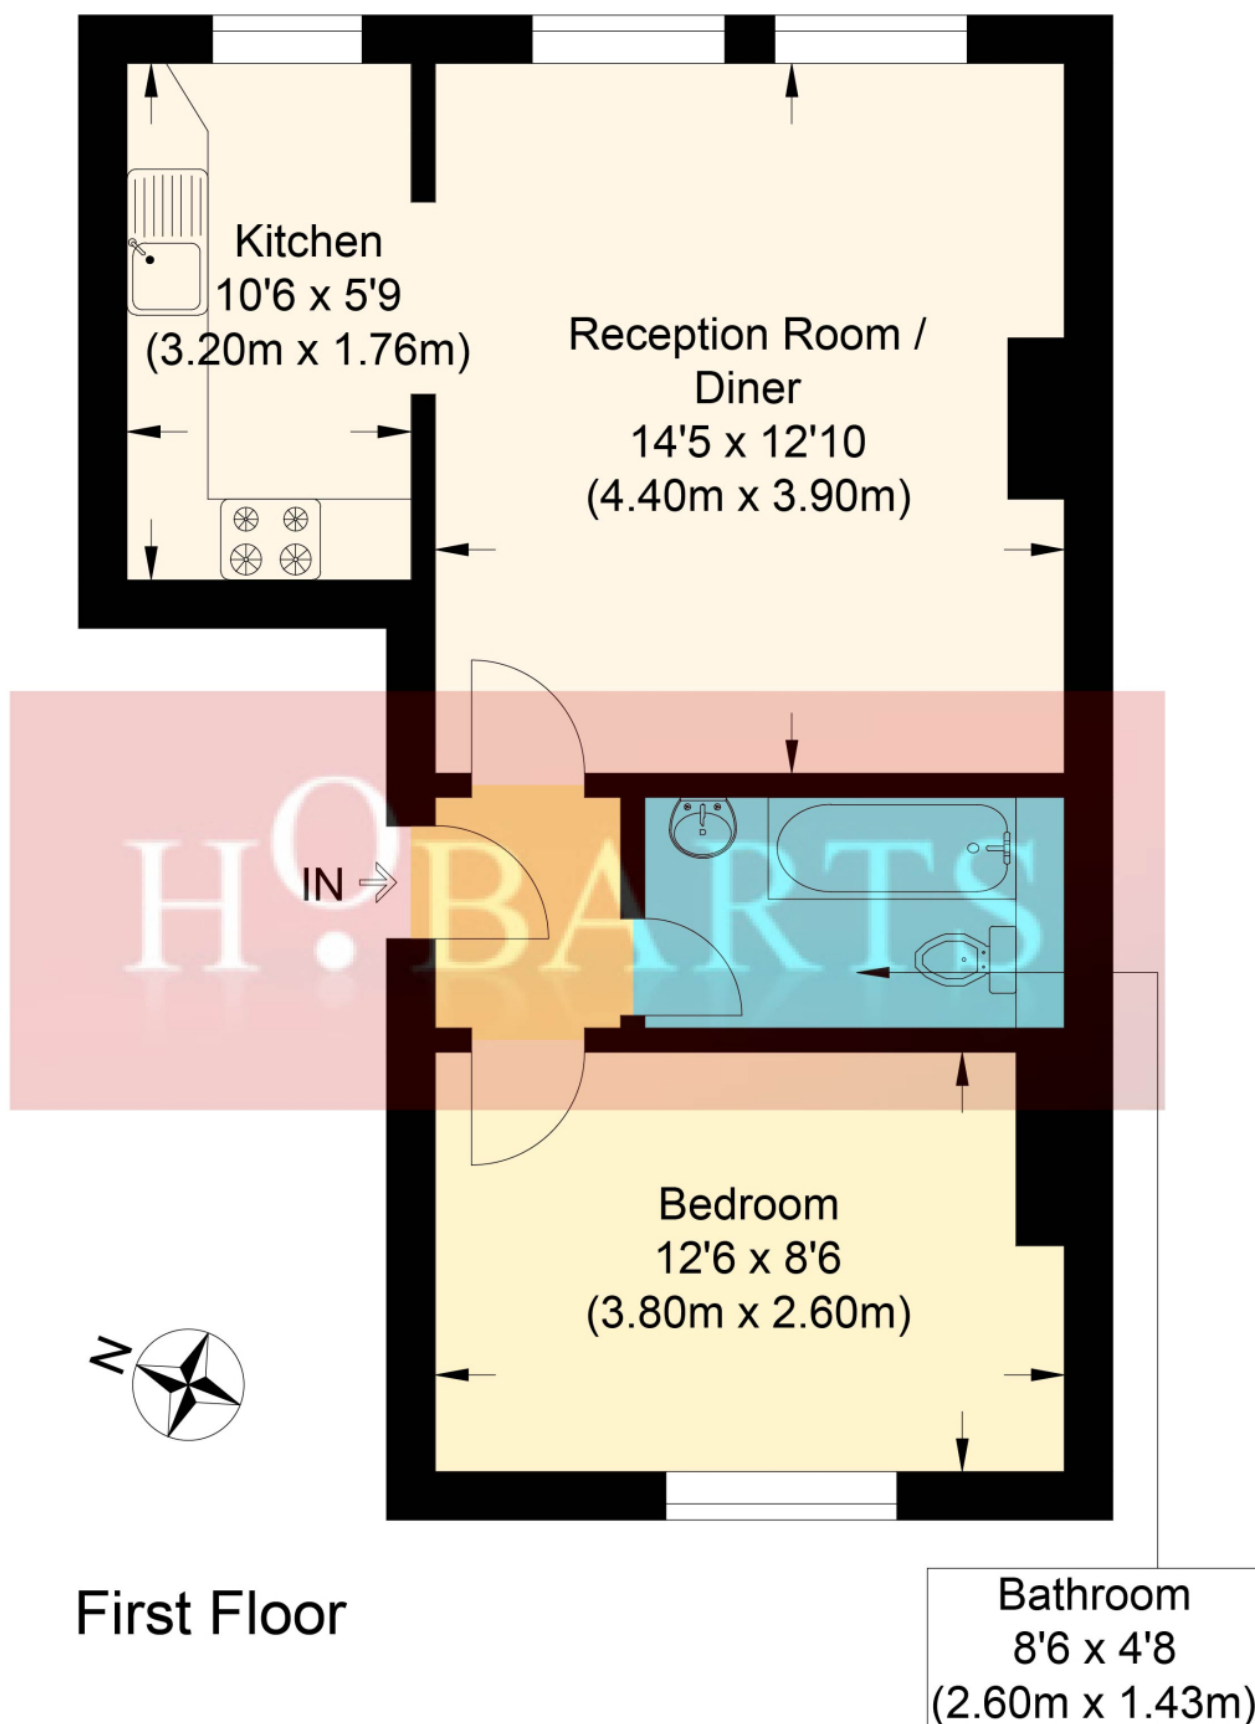 Kitchen
10'6 x 5'9
(3.20m x 1.76m)
Reception Room /
Diner
14'5 x 12'10
(4.40m x 3.90m)
HOBARTS
IN
Bedroom
12'6 x 8'6
(3.80m x 2.60m)
N
First Floor
Bathroom
8'6 x 4'8
(2.60m x 1.43m)